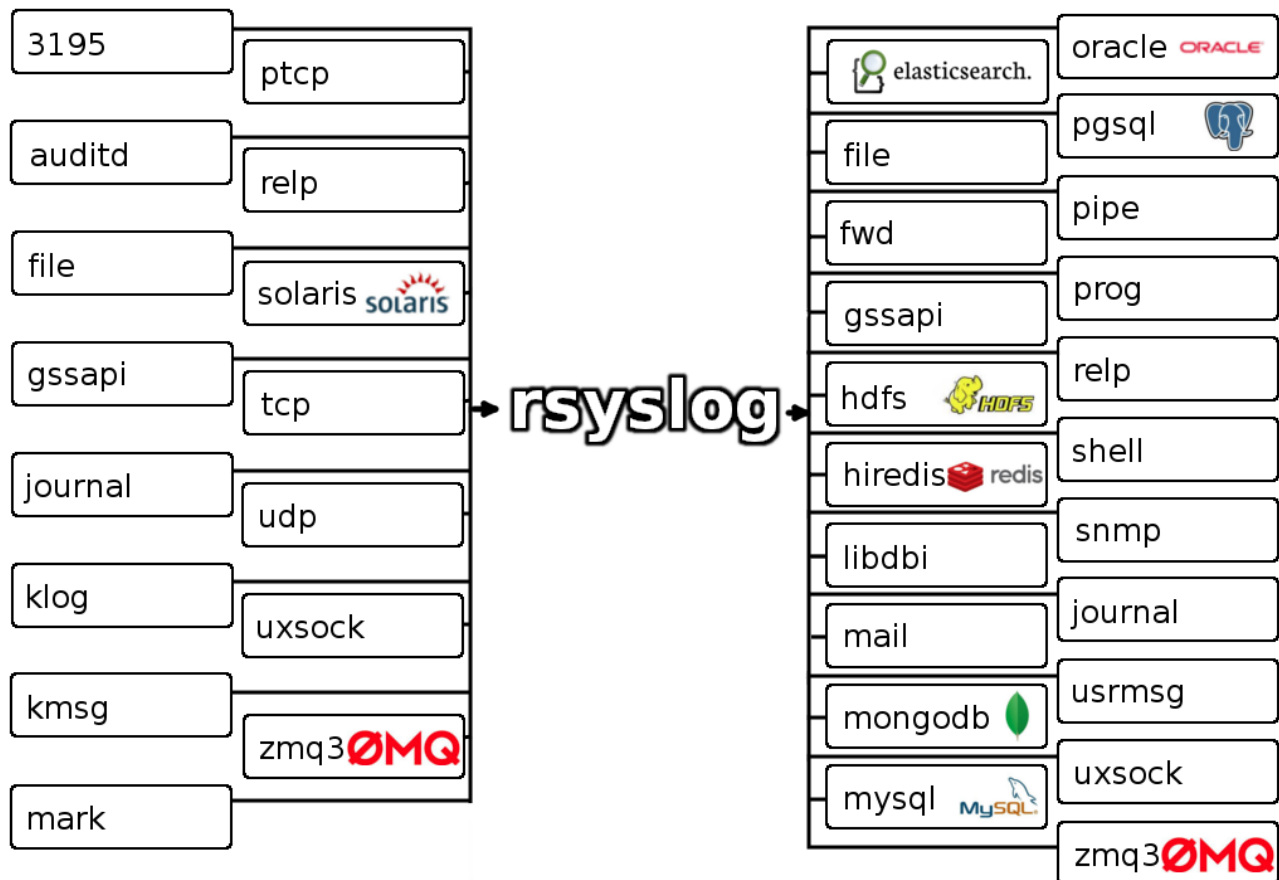 3195
ptcp
auditd
relp
file
solaris solaris
gssapi
tcp
journal
udp
klog
uxsock
kmsg
zmq3 ØMQ
mark
rsyslog
elasticsearch.
file
fwd
gssapi
hdfs HDFS
hiredis redis
libdbi
mail
mongodb
mysql MySQL
oracle ORACLE
pgsql
pipe
prog
relp
shell
snmp
journal
usrmsg
uxsock
zmq3 ØMQ